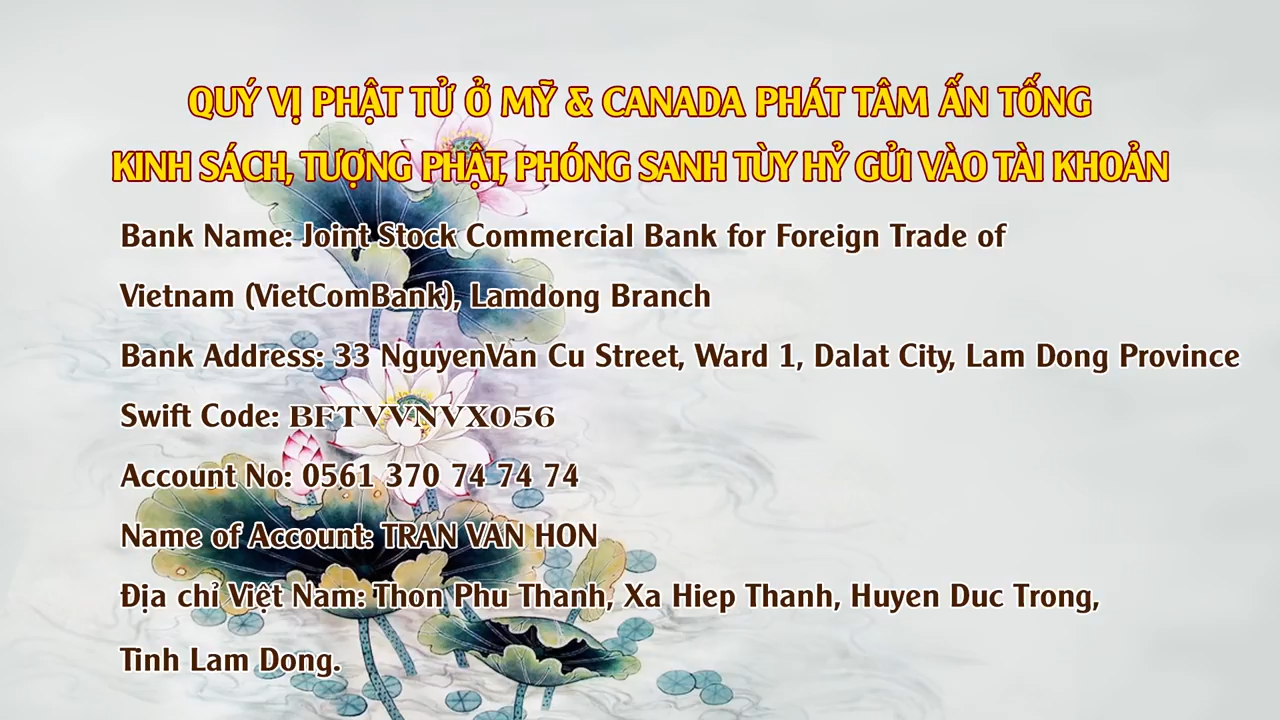 QUÝ VỊ PHẬT TỬ Ở MỸ & CANADA PHÁT TÂM ẤN TỐNG
KINH SÁCH, TƯỢNG PHẬT, PHÓNG SANH TÙY HỶ GỬI VÀO TÀI KHOẢN
Bank Name: Joint Stock Commercial Bank for Foreign Trade of
Vietnam (VietComBank), Lamdong Branch
Bank Address: 33 NguyenVan Cu Street, Ward 1, Dalat City, Lam Dong Province
Swift Code: BFTVVNVX056
Account No: 0561 370 74 74 74
Name of Account: TRAN VAN HON
Địa chỉ Việt Nam: Thon Phu Thanh, Xa Hiep Thanh, Huyen Duc Trong,
Tinh Lam Dong.